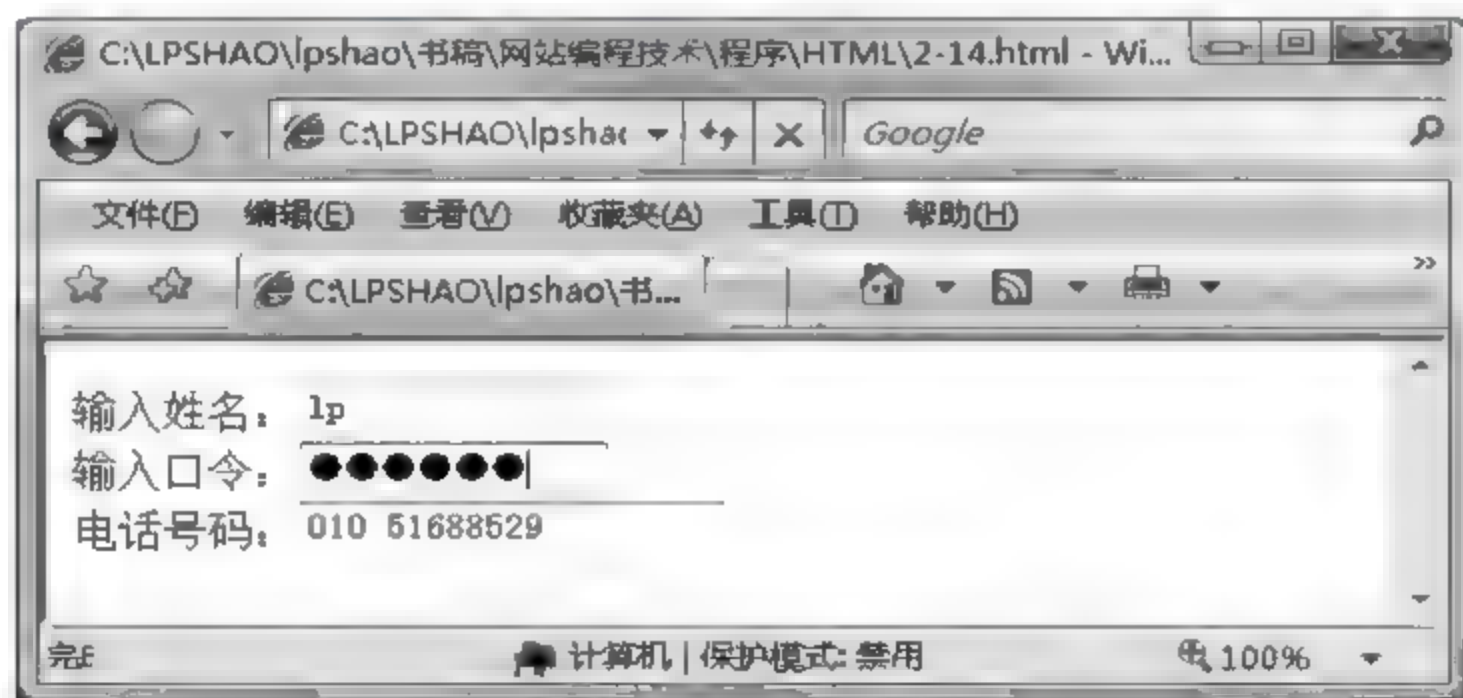 C:\LPSHAO\lpshao\书稿\网站编程技术\程序\HTML\2-14.html - Wi...
C:\LPSHAO\lpshac Google
文件(F) 编辑(E) 查看(V) 收藏夹(A) 工具(T) 帮助(H)
C:\LPSHAO\lpshao\书... »
输入姓名: lp
输入口令: ●●●●●●
电话号码: 010 51688529
计算机 | 保护模式: 禁用 100%